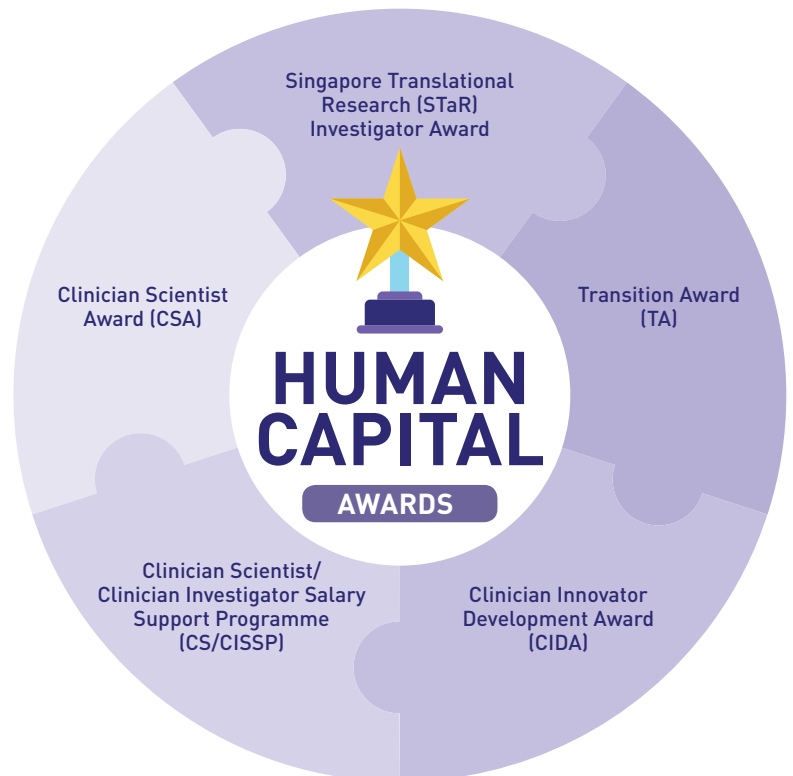 Singapore Translational
Research (STaR)
Investigator Award
Transition Award
(TA)
Clinician Innovator
Development Award
(CIDA)
Clinician Scientist/
Clinician Investigator Salary
Support Programme
(CS/CISSP)
Clinician Scientist
Award (CSA)
HUMAN
CAPITAL
AWARDS